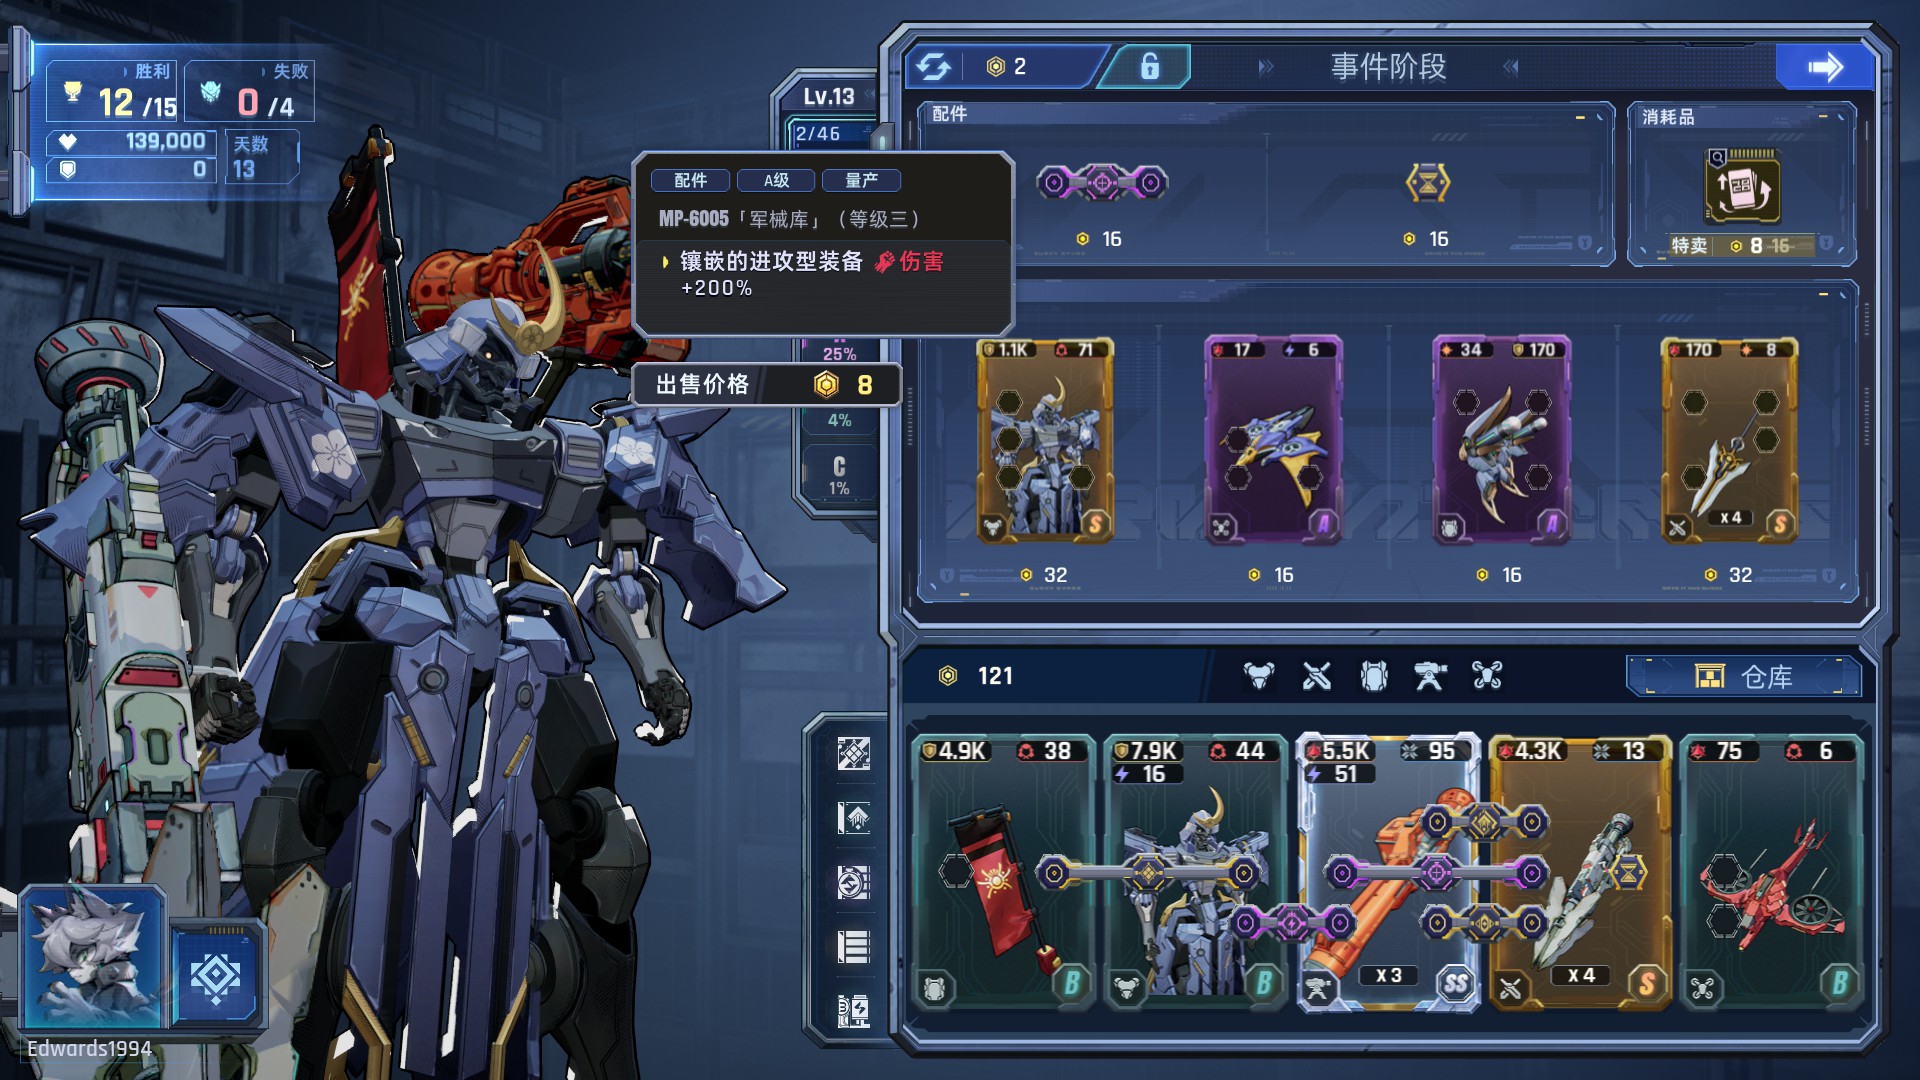 胜利
12/15
失败
0/4
139,000
0
天数
13
Lv.13
2/46
2
事件阶段
配件
消耗品
16
16
特卖 8 16
配件 A级 量产
MP-6005「军械库」(等级三)
镶嵌的进攻型装备 伤害
+200%
出售价格 8
25%
4%
C
1%
1.1K 71
S
32
17 6
A
16
34 170
A
16
170 8
x4 S
32
121
仓库
4.9K 38
B
7.9K 44
16
B
5.5K 95
51
x3 SS
4.3K 13
x4 S
75 6
B
Edwards1994